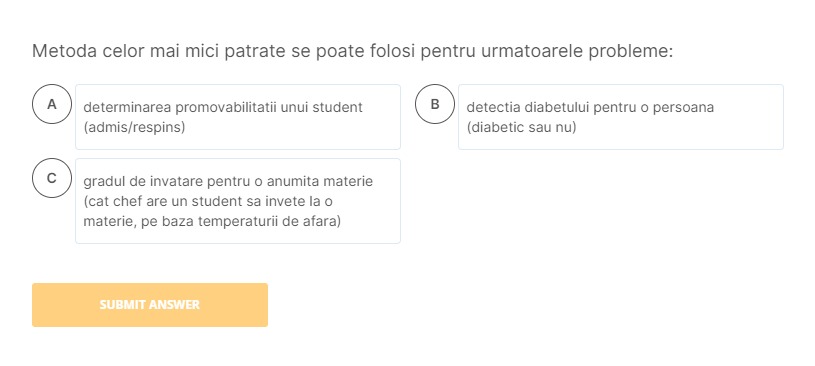 Metoda celor mai mici patrate se poate folosi pentru urmatoarele probleme:
A
determinarea promovabilitatii unui student
(admis/respins)
B
detectia diabetului pentru o persoana
(diabetic sau nu)
C
gradul de invatare pentru o anumita materie
(cat chef are un student sa invete la o
materie, pe baza temperaturii de afara)
SUBMIT ANSWER